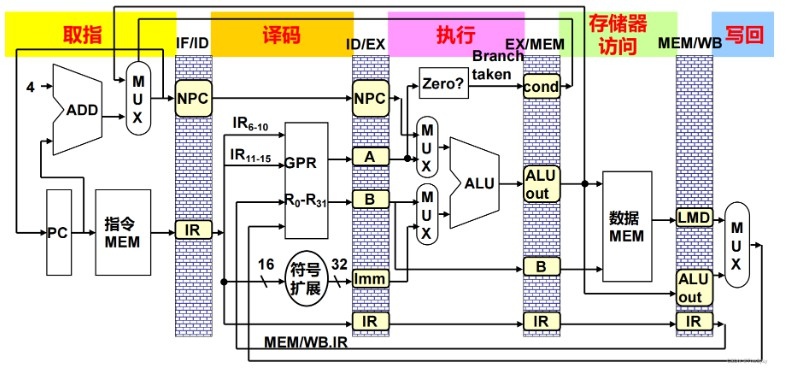 取指
IF/ID
译码
ID/EX
执行
EX/MEM
存储器
访问
MEM/WB
写回
4
ADD
M
U
X
NPC
NPC
Zero?
Branch
taken
cond
IR6-10
IR11-15
GPR
R0-R31
A
B
M
U
X
M
U
X
ALU
ALU
out
PC
指令
MEM
IR
16
符号
扩展
32
Imm
B
数据
MEM
LMD
ALU
out
M
U
X
IR
IR
IR
MEM/WB.IR